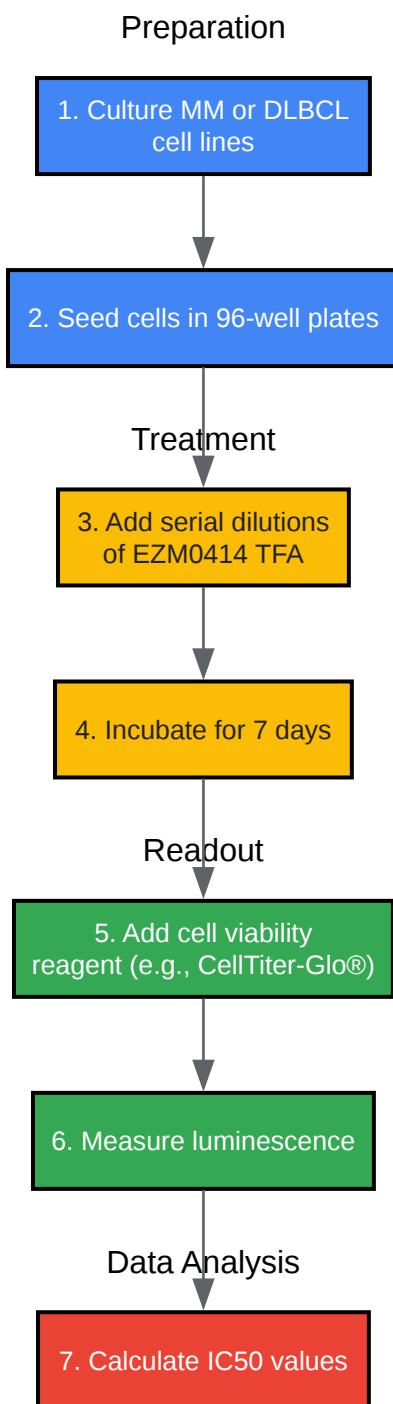 Preparation
1. Culture MM or DLBCL
cell lines
2. Seed cells in 96-well plates
Treatment
3. Add serial dilutions
of EZM0414 TFA
4. Incubate for 7 days
Readout
5. Add cell viability
reagent (e.g., CellTiter-Glo®)
6. Measure luminescence
Data Analysis
7. Calculate IC50 values